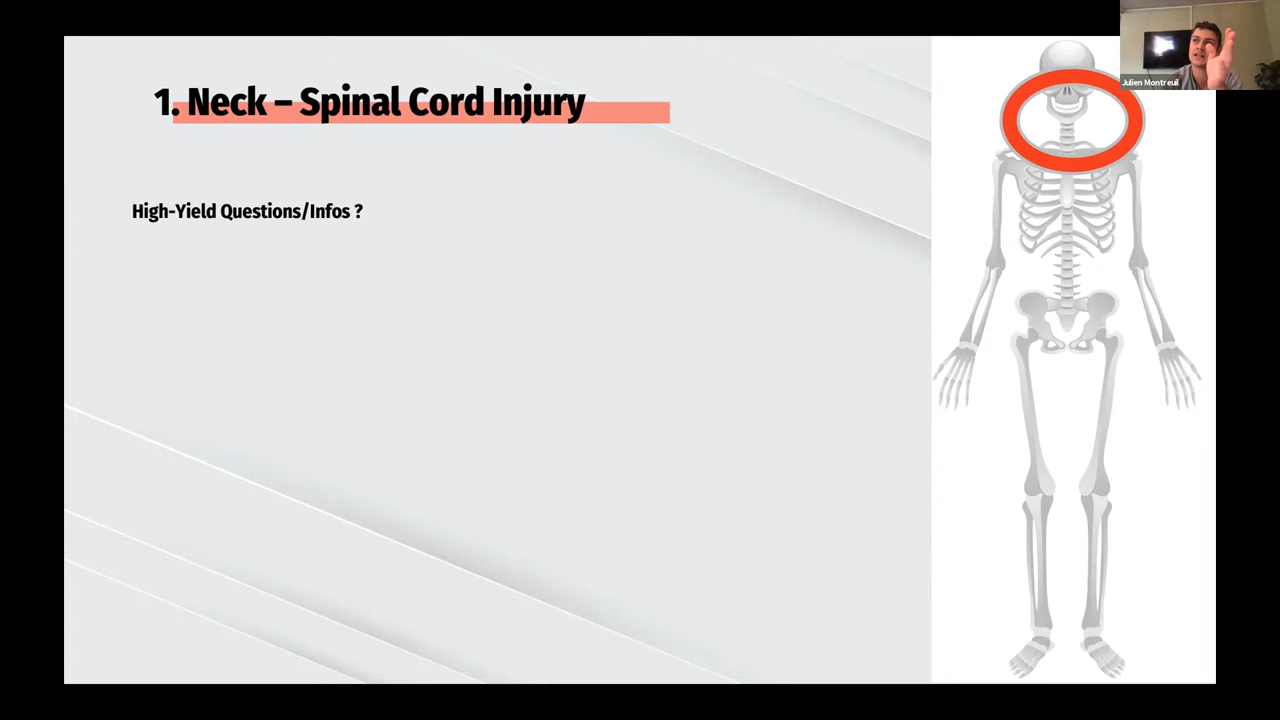 1. Neck – Spinal Cord Injury
High-Yield Questions/Infos ?
Julien Montreuil